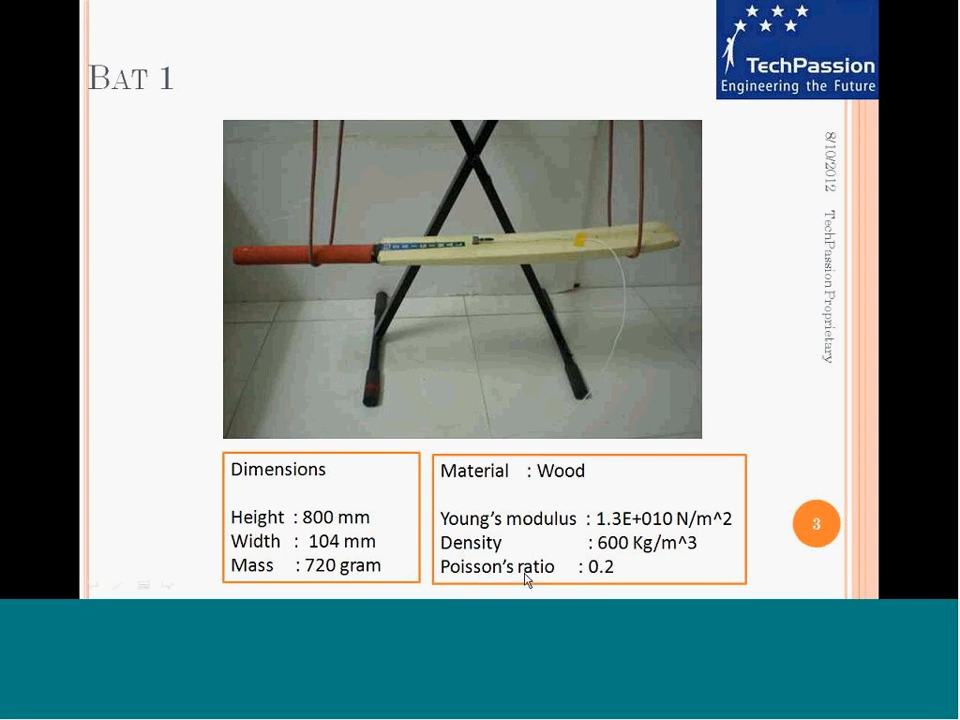 BAT 1
TechPassion
Engineering the Future
8/10/2012 TechPassion Proprietary
Dimensions
Height : 800 mm
Width : 104 mm
Mass : 720 gram
Material : Wood
Young's modulus : 1.3E+010 N/m^2
Density : 600 Kg/m^3
Poisson's ratio : 0.2
3